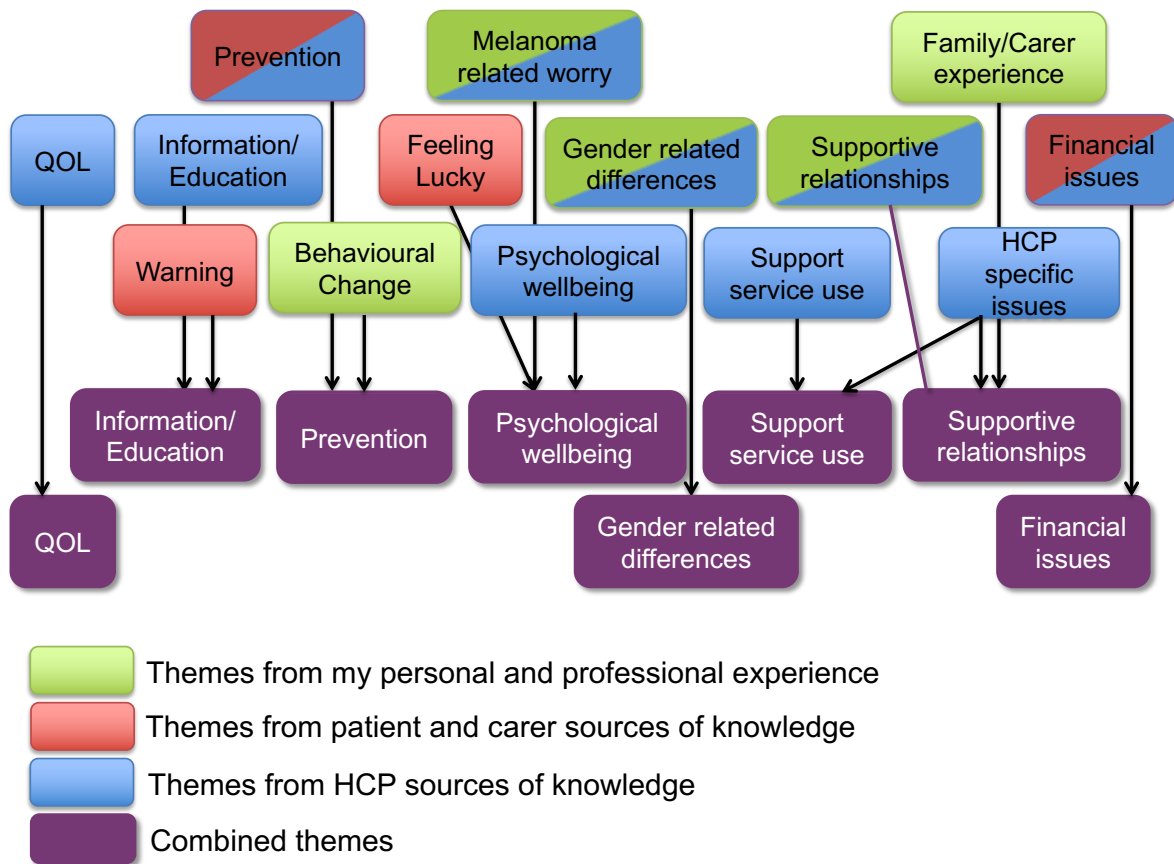 Prevention
Melanoma
related worry
Family/Carer
experience
QOL
Information/
Education
Feeling
Lucky
Gender related
differences
Supportive
relationships
Financial
issues
Warning
Behavioural
Change
Psychological
wellbeing
Support
service use
HCP
specific
issues
Information/
Education
Prevention
Psychological
wellbeing
Support
service use
Supportive
relationships
QOL
Gender related
differences
Financial
issues
Themes from my personal and professional experience
Themes from patient and carer sources of knowledge
Themes from HCP sources of knowledge
Combined themes